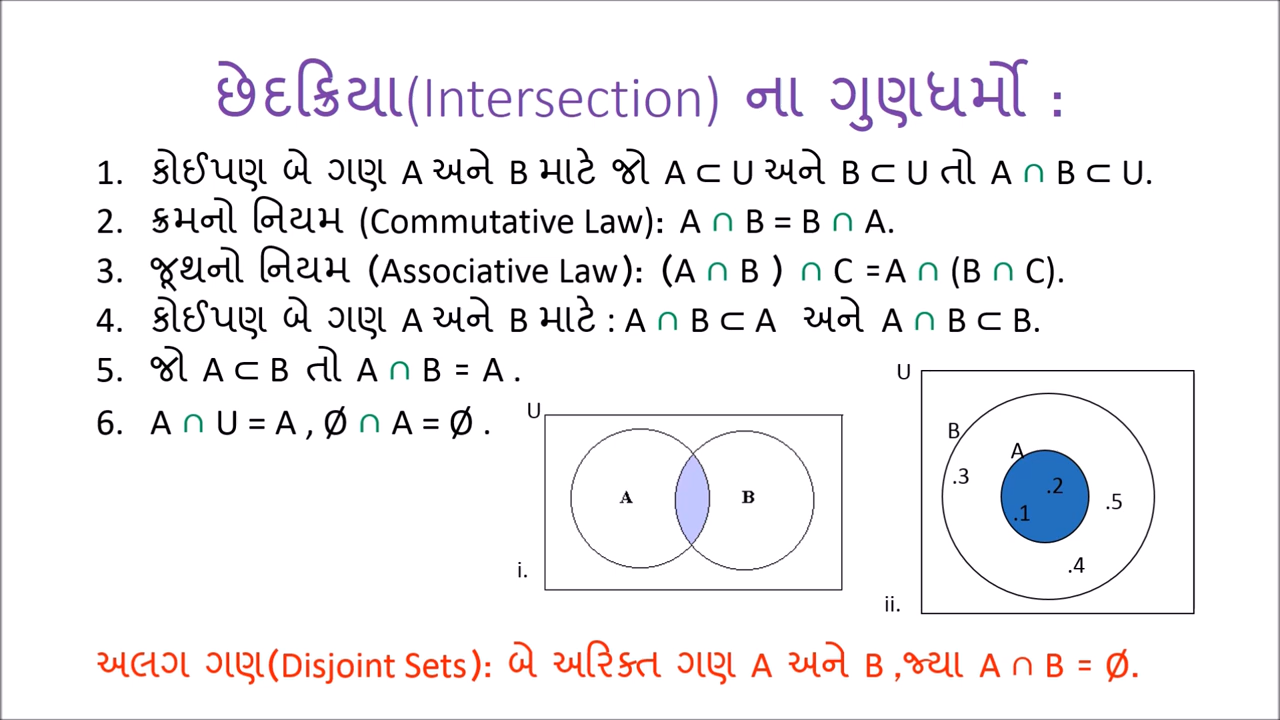 છેદક્રિયા(Intersection) ના ગુણધર્મો :
1. કોઈપણ બે ગણ A અને B માટે જો A ⊂ U અને B ⊂ U તો A ∩ B ⊂ U.
2. ક્રમનો નિયમ (Commutative Law): A ∩ B = B ∩ A.
3. જૂથનો નિયમ (Associative Law): (A ∩ B ) ∩ C =A ∩ (B ∩ C).
4. કોઈપણ બે ગણ A અને B માટે : A ∩ B ⊂ A અને A ∩ B ⊂ B.
5. જો A ⊂ B તો A ∩ B = A .
6. A ∩ U = A , Ø ∩ A = Ø .
U
A B
i.
U
B
A
.3
.2
.1
.5
.4
ii.
અલગ ગણ(Disjoint Sets): બે અરિક્ત ગણ A અને B ,જ્યા A ∩ B = Ø.